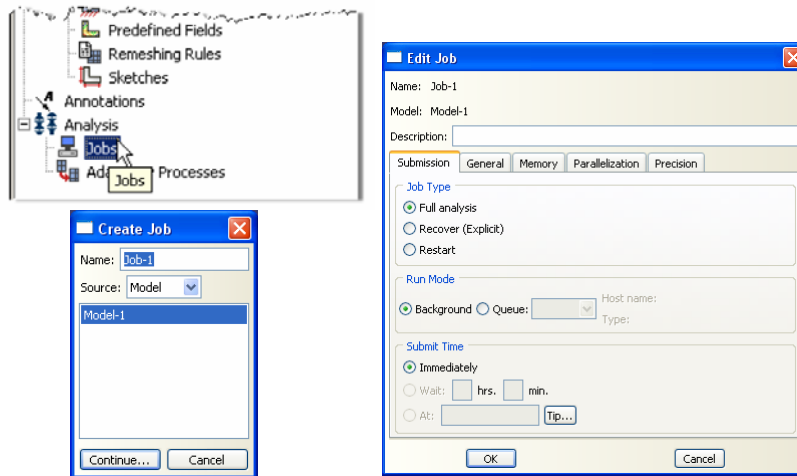 Predefined Fields
Remeshing Rules
Sketches
Annotations
Analysis
Jobs
Ada Processes
Jobs
Create Job
Name: Job-1
Source: Model
Model-1
Continue... Cancel
Edit Job
Name: Job-1
Model: Model-1
Description:
Submission General Memory Parallelization Precision
Job Type
Full analysis
Recover (Explicit)
Restart
Run Mode
Background Queue: Host name:
Type:
Submit Time
Immediately
Wait: hrs. min.
At: Tip...
OK Cancel